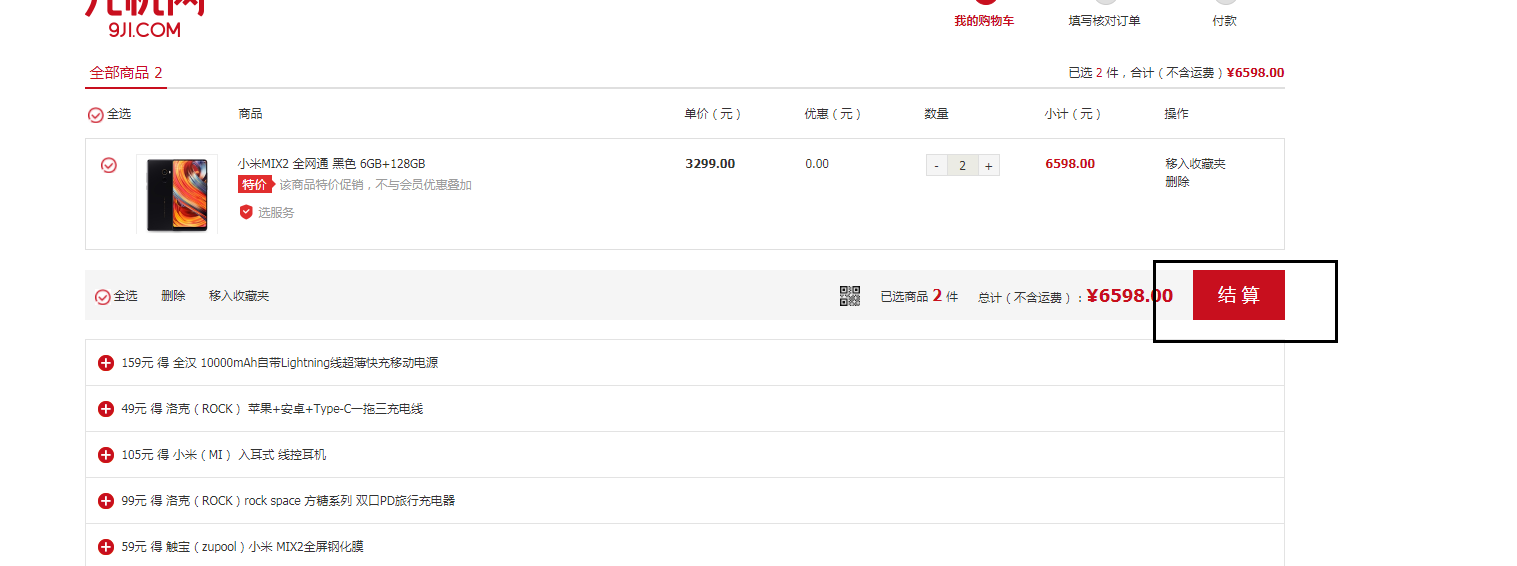 九机网
9JI.COM
我的购物车 填写核对订单 付款
全部商品 2 已选 2 件，合计（不含运费）¥6598.00
全选 商品 单价（元） 优惠（元） 数量 小计（元） 操作
小米MIX2 全网通 黑色 6GB+128GB 3299.00 0.00 - 2 + 6598.00 移入收藏夹
特价 该商品特价促销，不与会员优惠叠加 删除
选服务
全选 删除 移入收藏夹 已选商品 2 件 总计（不含运费）：¥6598.00 结 算
159元 得 全汉 10000mAh自带Lightning线超薄快充移动电源
49元 得 洛克（ROCK） 苹果+安卓+Type-C一拖三充电线
105元 得 小米（MI） 入耳式 线控耳机
99元 得 洛克（ROCK）rock space 方糖系列 双口PD旅行充电器
59元 得 触宝（zupool）小米 MIX2全屏钢化膜